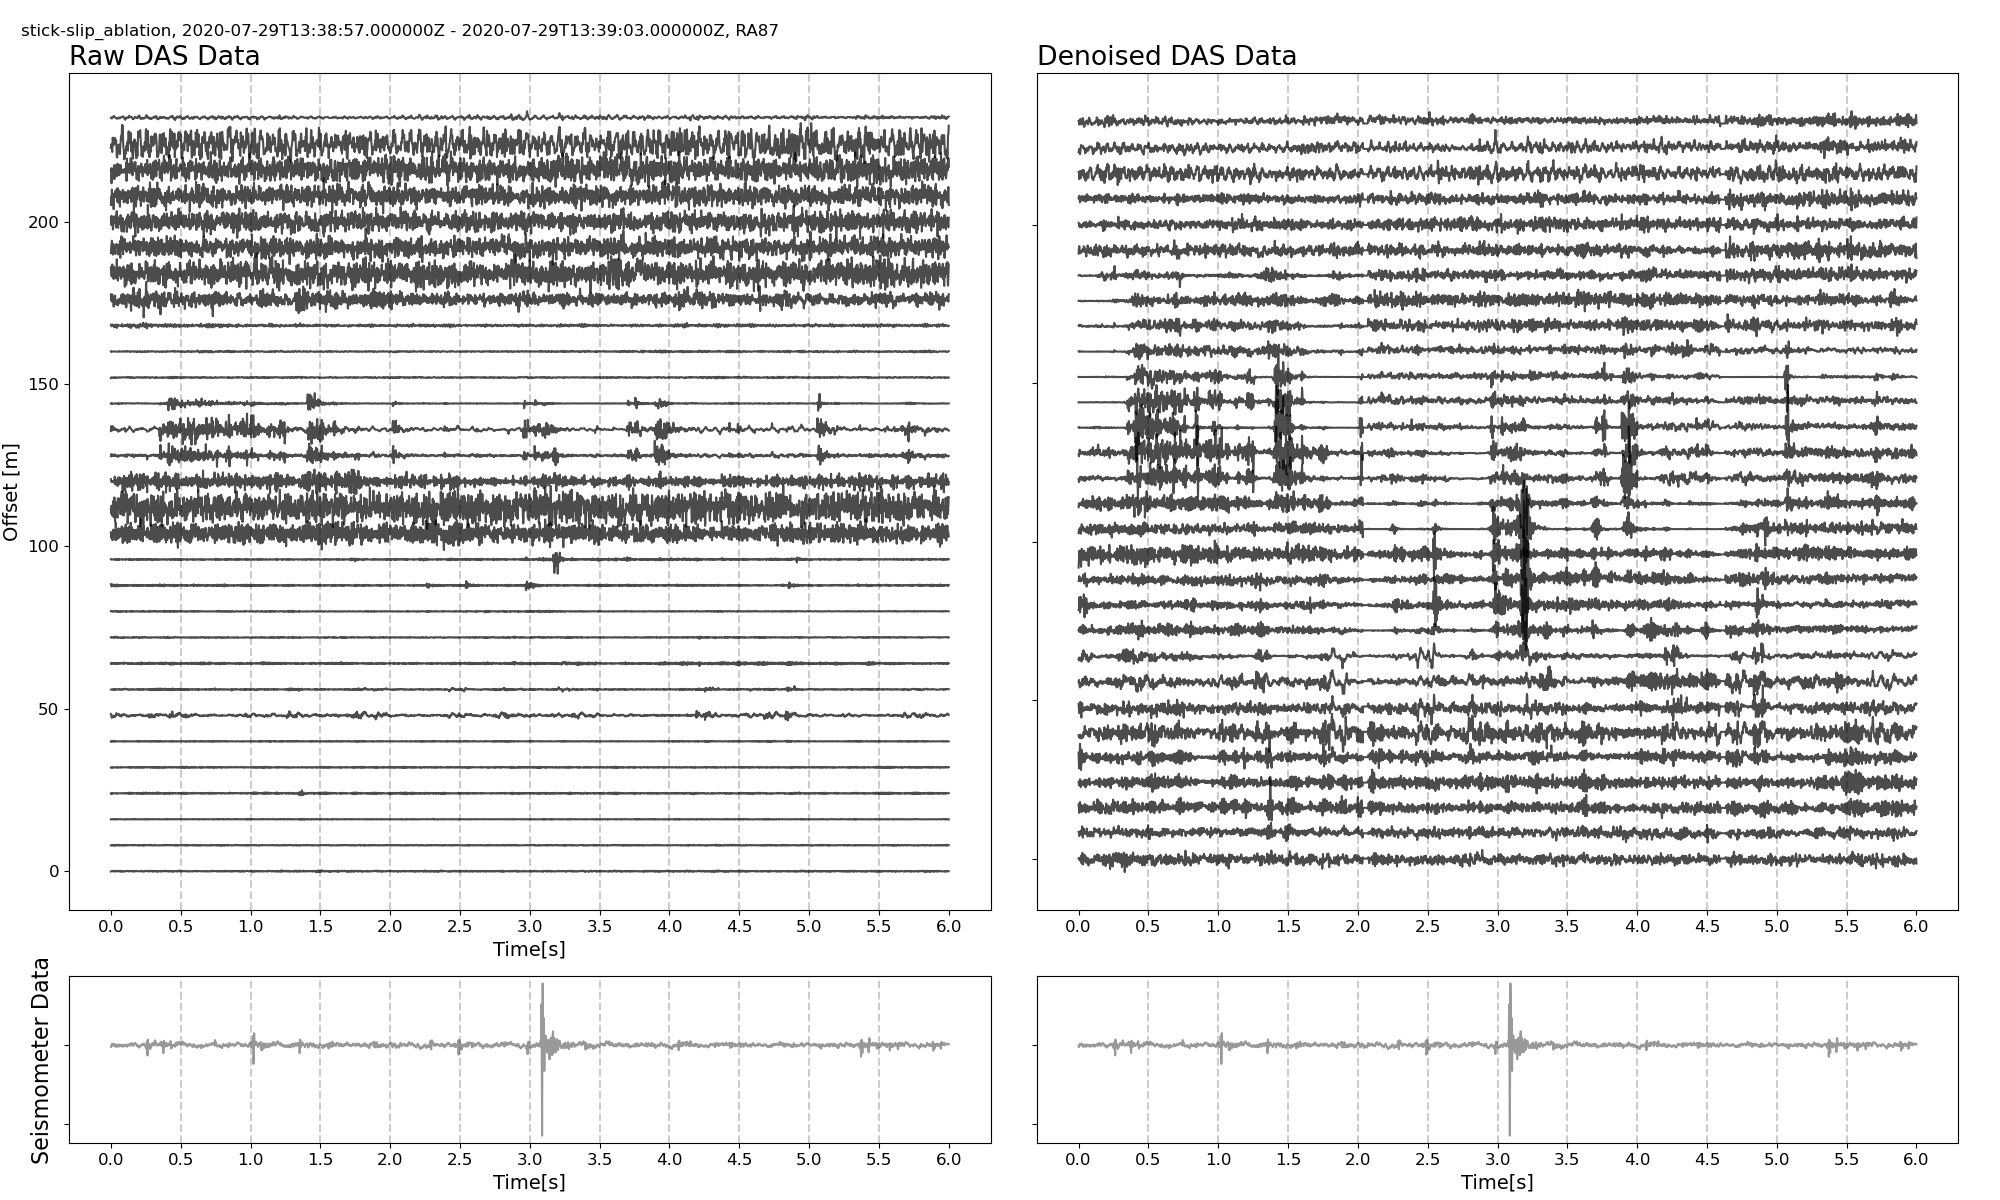 stick-slip_ablation, 2020-07-29T13:38:57.000000Z - 2020-07-29T13:39:03.000000Z, RA87
Raw DAS Data
Denoised DAS Data
Offset [m]
200
150
100
50
0
0.0 0.5 1.0 1.5 2.0 2.5 3.0 3.5 4.0 4.5 5.0 5.5 6.0
Time[s]
0.0 0.5 1.0 1.5 2.0 2.5 3.0 3.5 4.0 4.5 5.0 5.5 6.0
Seismometer Data
0.0 0.5 1.0 1.5 2.0 2.5 3.0 3.5 4.0 4.5 5.0 5.5 6.0
Time[s]
0.0 0.5 1.0 1.5 2.0 2.5 3.0 3.5 4.0 4.5 5.0 5.5 6.0
Time[s]